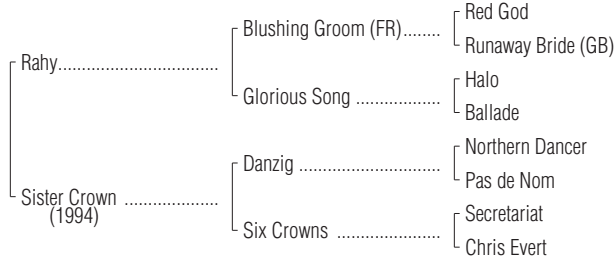 Red God
Blushing Groom (FR)........
Runaway Bride (GB)
Rahy......................................
Halo
Glorious Song ....................
Ballade
Northern Dancer
Danzig .................................
Pas de Nom
Sister Crown ......................
(1994)
Secretariat
Six Crowns ........................
Chris Evert